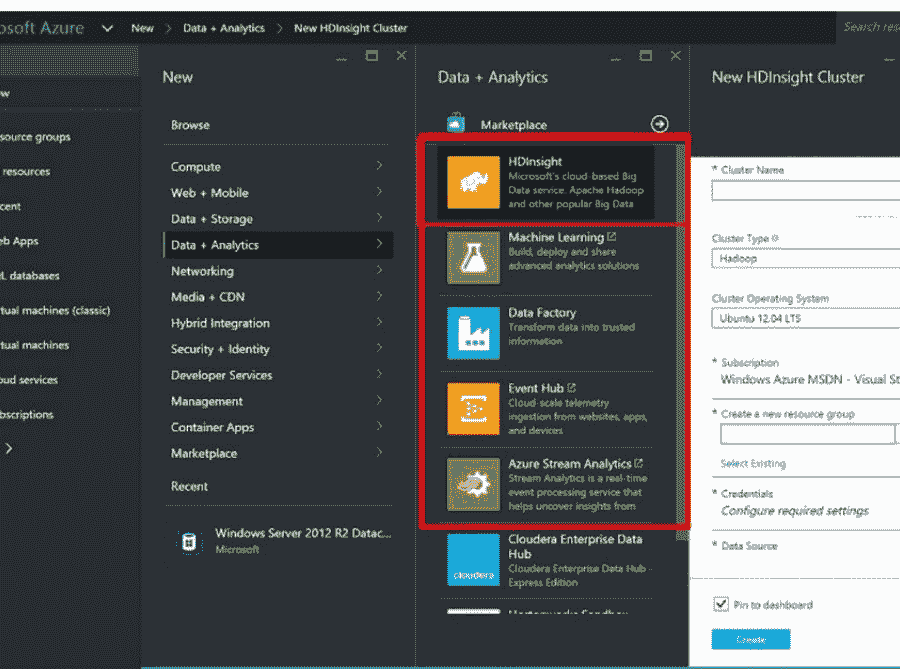 osoft Azure
New
Data + Analytics
New HDInsight Cluster
Search res
ew
source groups
resources
cent
eb Apps
L databases
tual machines (classic)
tual machines
oud services
bscriptions
New
Browse
Compute
Web + Mobile
Data + Storage
Data + Analytics
Networking
Media + CDN
Hybrid Integration
Security + Identity
Developer Services
Management
Container Apps
Marketplace
Recent
Windows Server 2012 R2 Datac...
Microsoft
Data + Analytics
Marketplace
HDInsight
Microsoft's cloud-based Big
Data service. Apache Hadoop
and other popular Big Data
Machine Learning
Build, deploy and share
advanced analytics solutions
Data Factory
Transform data into trusted
information
Event Hub
Cloud-scale telemetry
ingestion from websites, apps,
and devices
Azure Stream Analytics
Stream Analytics is a real-time
event processing service that
helps uncover insights from
cloudera
Cloudera Enterprise Data
Hub
Cloudera Enterprise Data Hub -
Express Edition
New HDInsight Cluster
* Cluster Name
Cluster Type
Hadoop
Cluster Operating System
Ubuntu 12.04 LTS
* Subscription
Windows Azure MSDN - Visual St
* Create a new resource group
Select Existing
* Credentials
Configure required settings
* Data Source
Pin to dashboard
Create